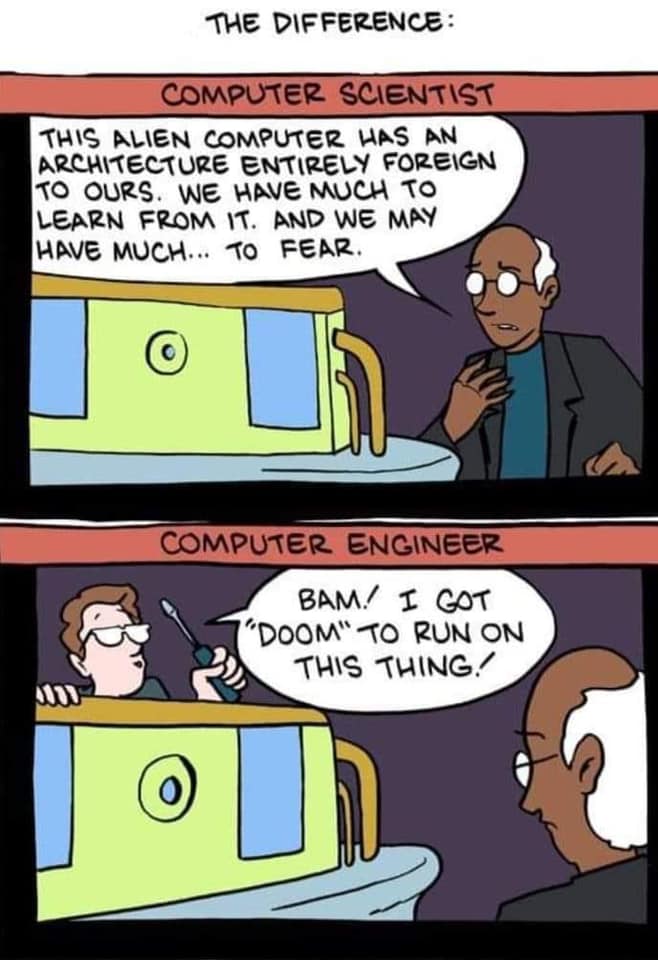 THE DIFFERENCE:
COMPUTER SCIENTIST
THIS ALIEN COMPUTER HAS AN
ARCHITECTURE ENTIRELY FOREIGN
TO OURS. WE HAVE MUCH TO
LEARN FROM IT. AND WE MAY
HAVE MUCH... TO FEAR.
COMPUTER ENGINEER
BAM! I GOT
"DOOM" TO RUN ON
THIS THING!